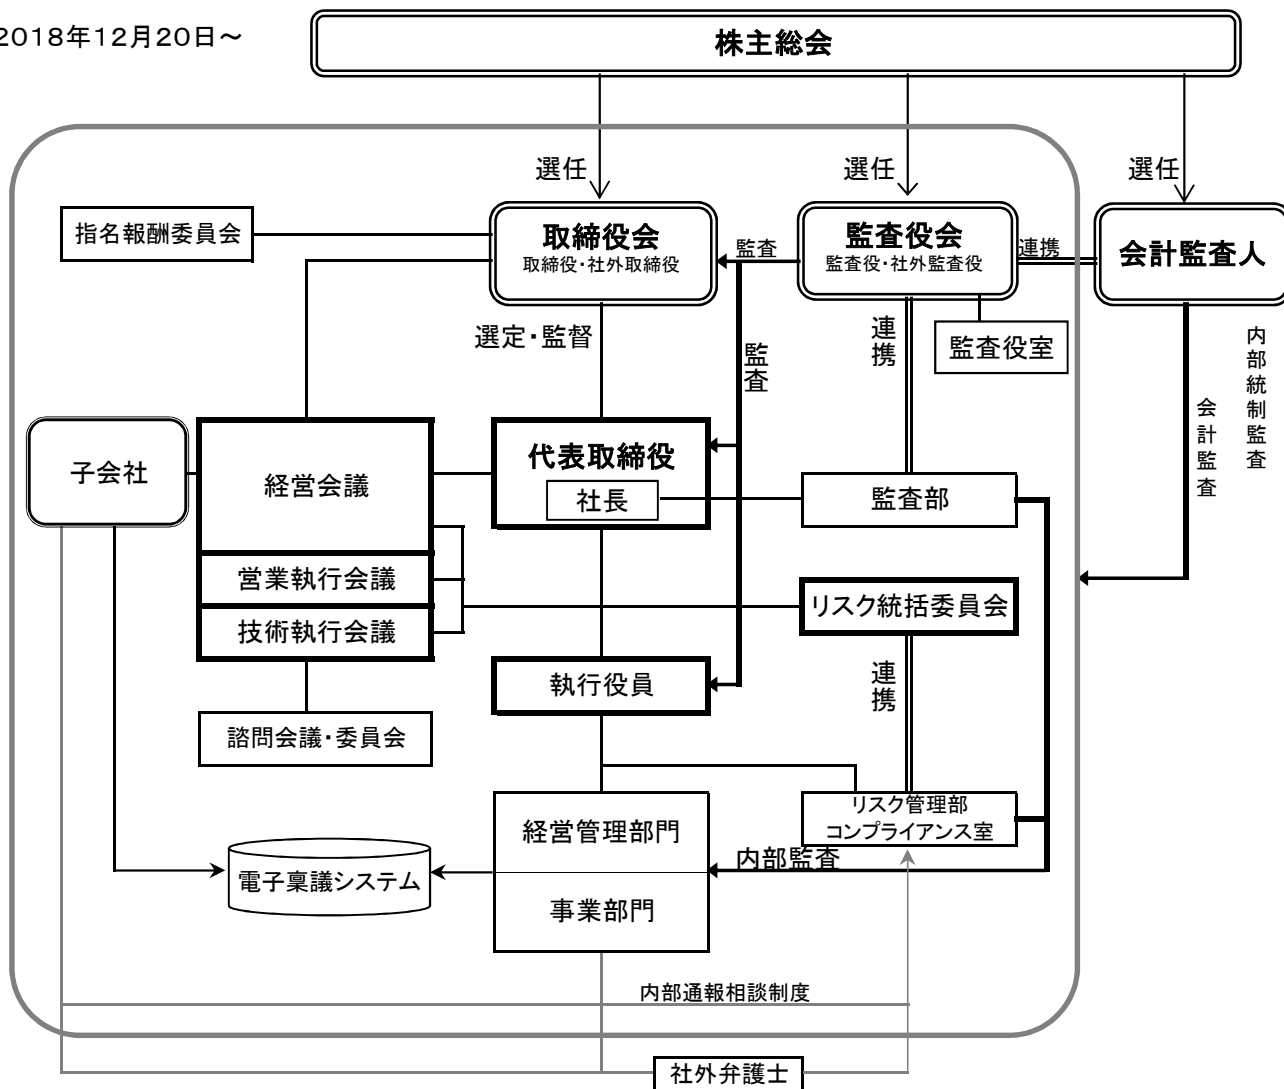 2018年12月20日～
株主総会
選任
選任
選任
指名報酬委員会
取締役会
取締役・社外取締役
監査
監査役会
監査役・社外監査役
連携
会計監査人
選定・監督
監査
連携
監査役室
内部統制監査
会計監査
子会社
経営会議
代表取締役
社長
監査部
営業執行会議
技術執行会議
リスク統括委員会
執行役員
連携
諮問会議・委員会
経営管理部門
リスク管理部
コンプライアンス室
内部監査
電子稟議システム
事業部門
内部通報相談制度
社外弁護士